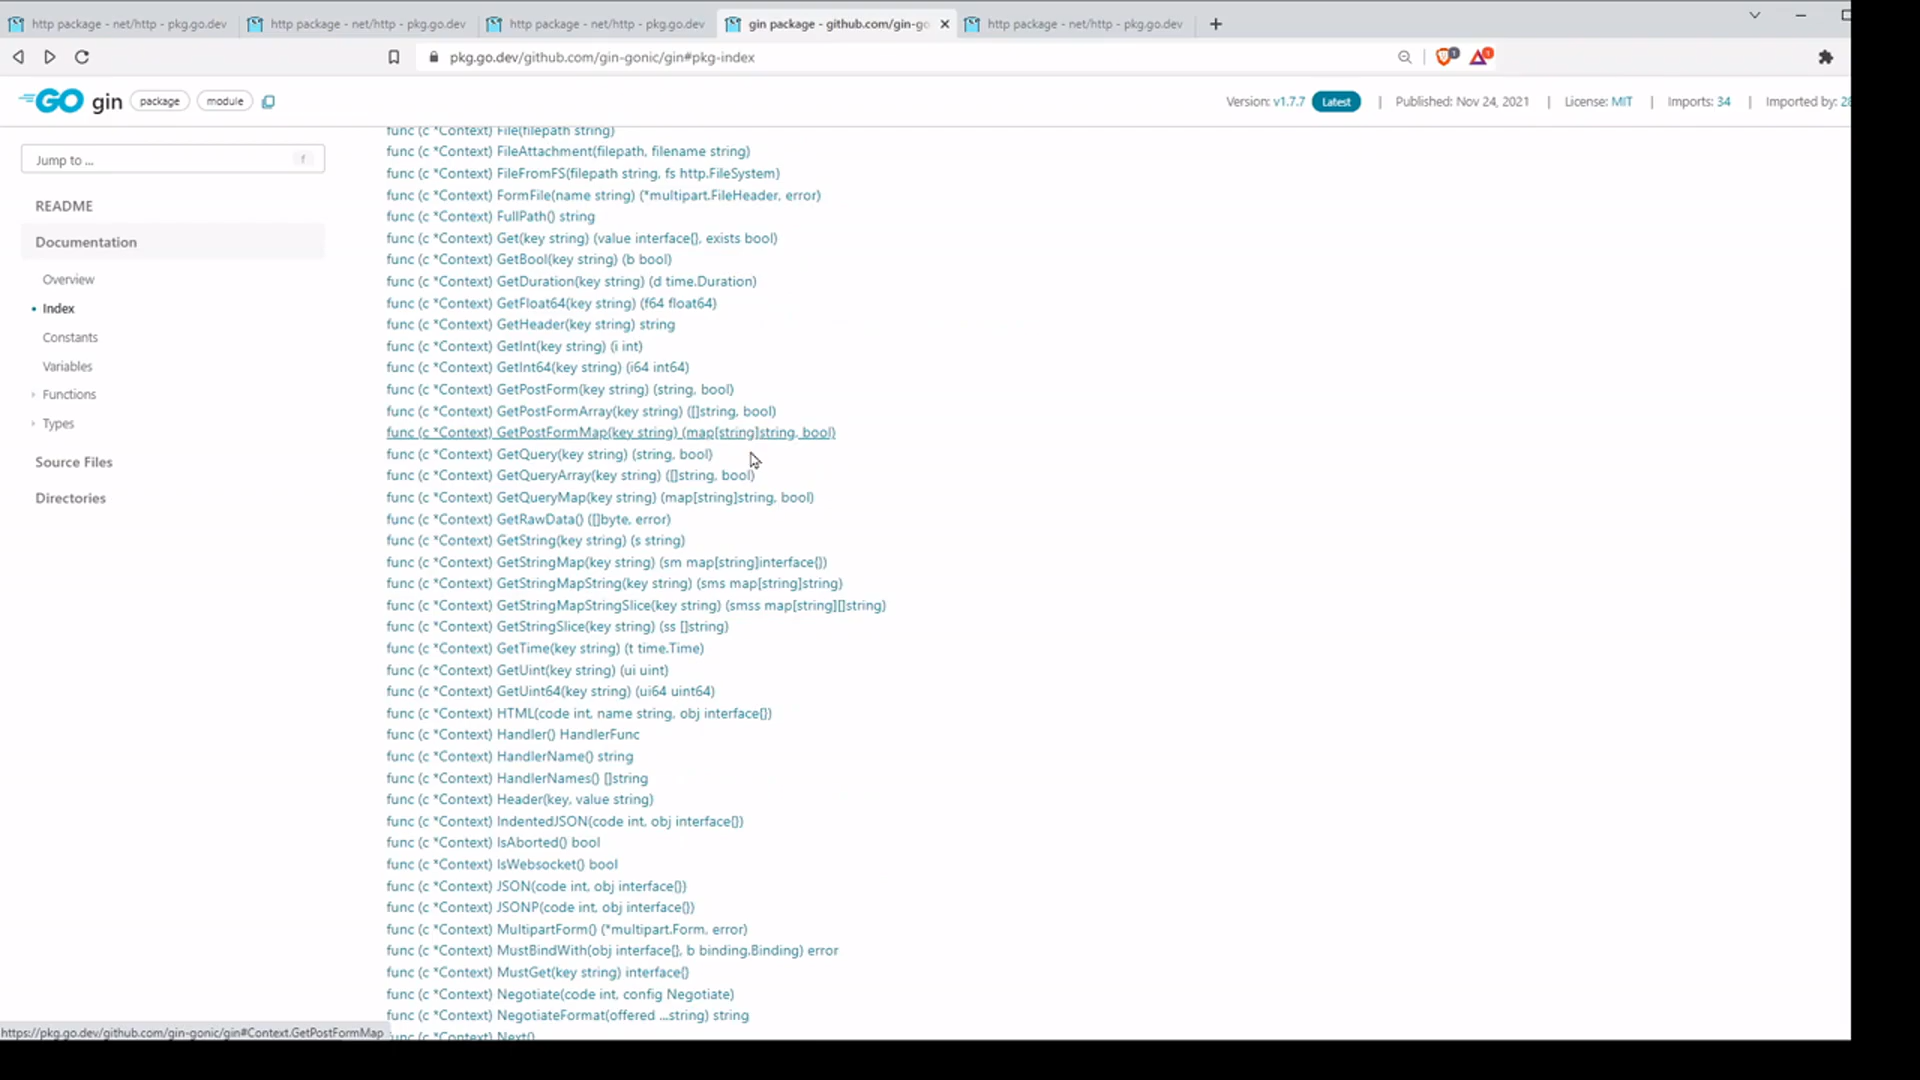 http package - net/http - pkg.go.dev
http package - net/http - pkg.go.dev
http package - net/http - pkg.go.dev
gin package - github.com/gin-go
http package - net/http - pkg.go.dev
pkg.go.dev/github.com/gin-gonic/gin#pkg-index
1
1
GO gin package module
Version: v1.7.7 Latest | Published: Nov 24, 2021 | License: MIT | Imports: 34 | Imported by: 28
Jump to ... f
README
Documentation
Overview
Index
Constants
Variables
Functions
Types
Source Files
Directories
func (c *Context) File(filepath string)
func (c *Context) FileAttachment(filepath, filename string)
func (c *Context) FileFromFS(filepath string, fs http.FileSystem)
func (c *Context) FormFile(name string) (*multipart.FileHeader, error)
func (c *Context) FullPath() string
func (c *Context) Get(key string) (value interface{}, exists bool)
func (c *Context) GetBool(key string) (b bool)
func (c *Context) GetDuration(key string) (d time.Duration)
func (c *Context) GetFloat64(key string) (f64 float64)
func (c *Context) GetHeader(key string) string
func (c *Context) GetInt(key string) (i int)
func (c *Context) GetInt64(key string) (i64 int64)
func (c *Context) GetPostForm(key string) (string, bool)
func (c *Context) GetPostFormArray(key string) ([]string, bool)
func (c *Context) GetPostFormMap(key string) (map[string]string, bool)
func (c *Context) GetQuery(key string) (string, bool)
func (c *Context) GetQueryArray(key string) ([]string, bool)
func (c *Context) GetQueryMap(key string) (map[string]string, bool)
func (c *Context) GetRawData() ([]byte, error)
func (c *Context) GetString(key string) (s string)
func (c *Context) GetStringMap(key string) (sm map[string]interface{})
func (c *Context) GetStringMapString(key string) (sms map[string]string)
func (c *Context) GetStringMapStringSlice(key string) (smss map[string][]string)
func (c *Context) GetStringSlice(key string) (ss []string)
func (c *Context) GetTime(key string) (t time.Time)
func (c *Context) GetUint(key string) (ui uint)
func (c *Context) GetUint64(key string) (ui64 uint64)
func (c *Context) HTML(code int, name string, obj interface{})
func (c *Context) Handler() HandlerFunc
func (c *Context) HandlerName() string
func (c *Context) HandlerNames() []string
func (c *Context) Header(key, value string)
func (c *Context) IndentedJSON(code int, obj interface{})
func (c *Context) IsAborted() bool
func (c *Context) IsWebsocket() bool
func (c *Context) JSON(code int, obj interface{})
func (c *Context) JSONP(code int, obj interface{})
func (c *Context) MultipartForm() (*multipart.Form, error)
func (c *Context) MustBindWith(obj interface{}, b binding.Binding) error
func (c *Context) MustGet(key string) interface{}
func (c *Context) Negotiate(code int, config Negotiate)
func (c *Context) NegotiateFormat(offered ...string) string
func (c *Context) Next()
https://pkg.go.dev/github.com/gin-gonic/gin#Context.GetPostFormMap